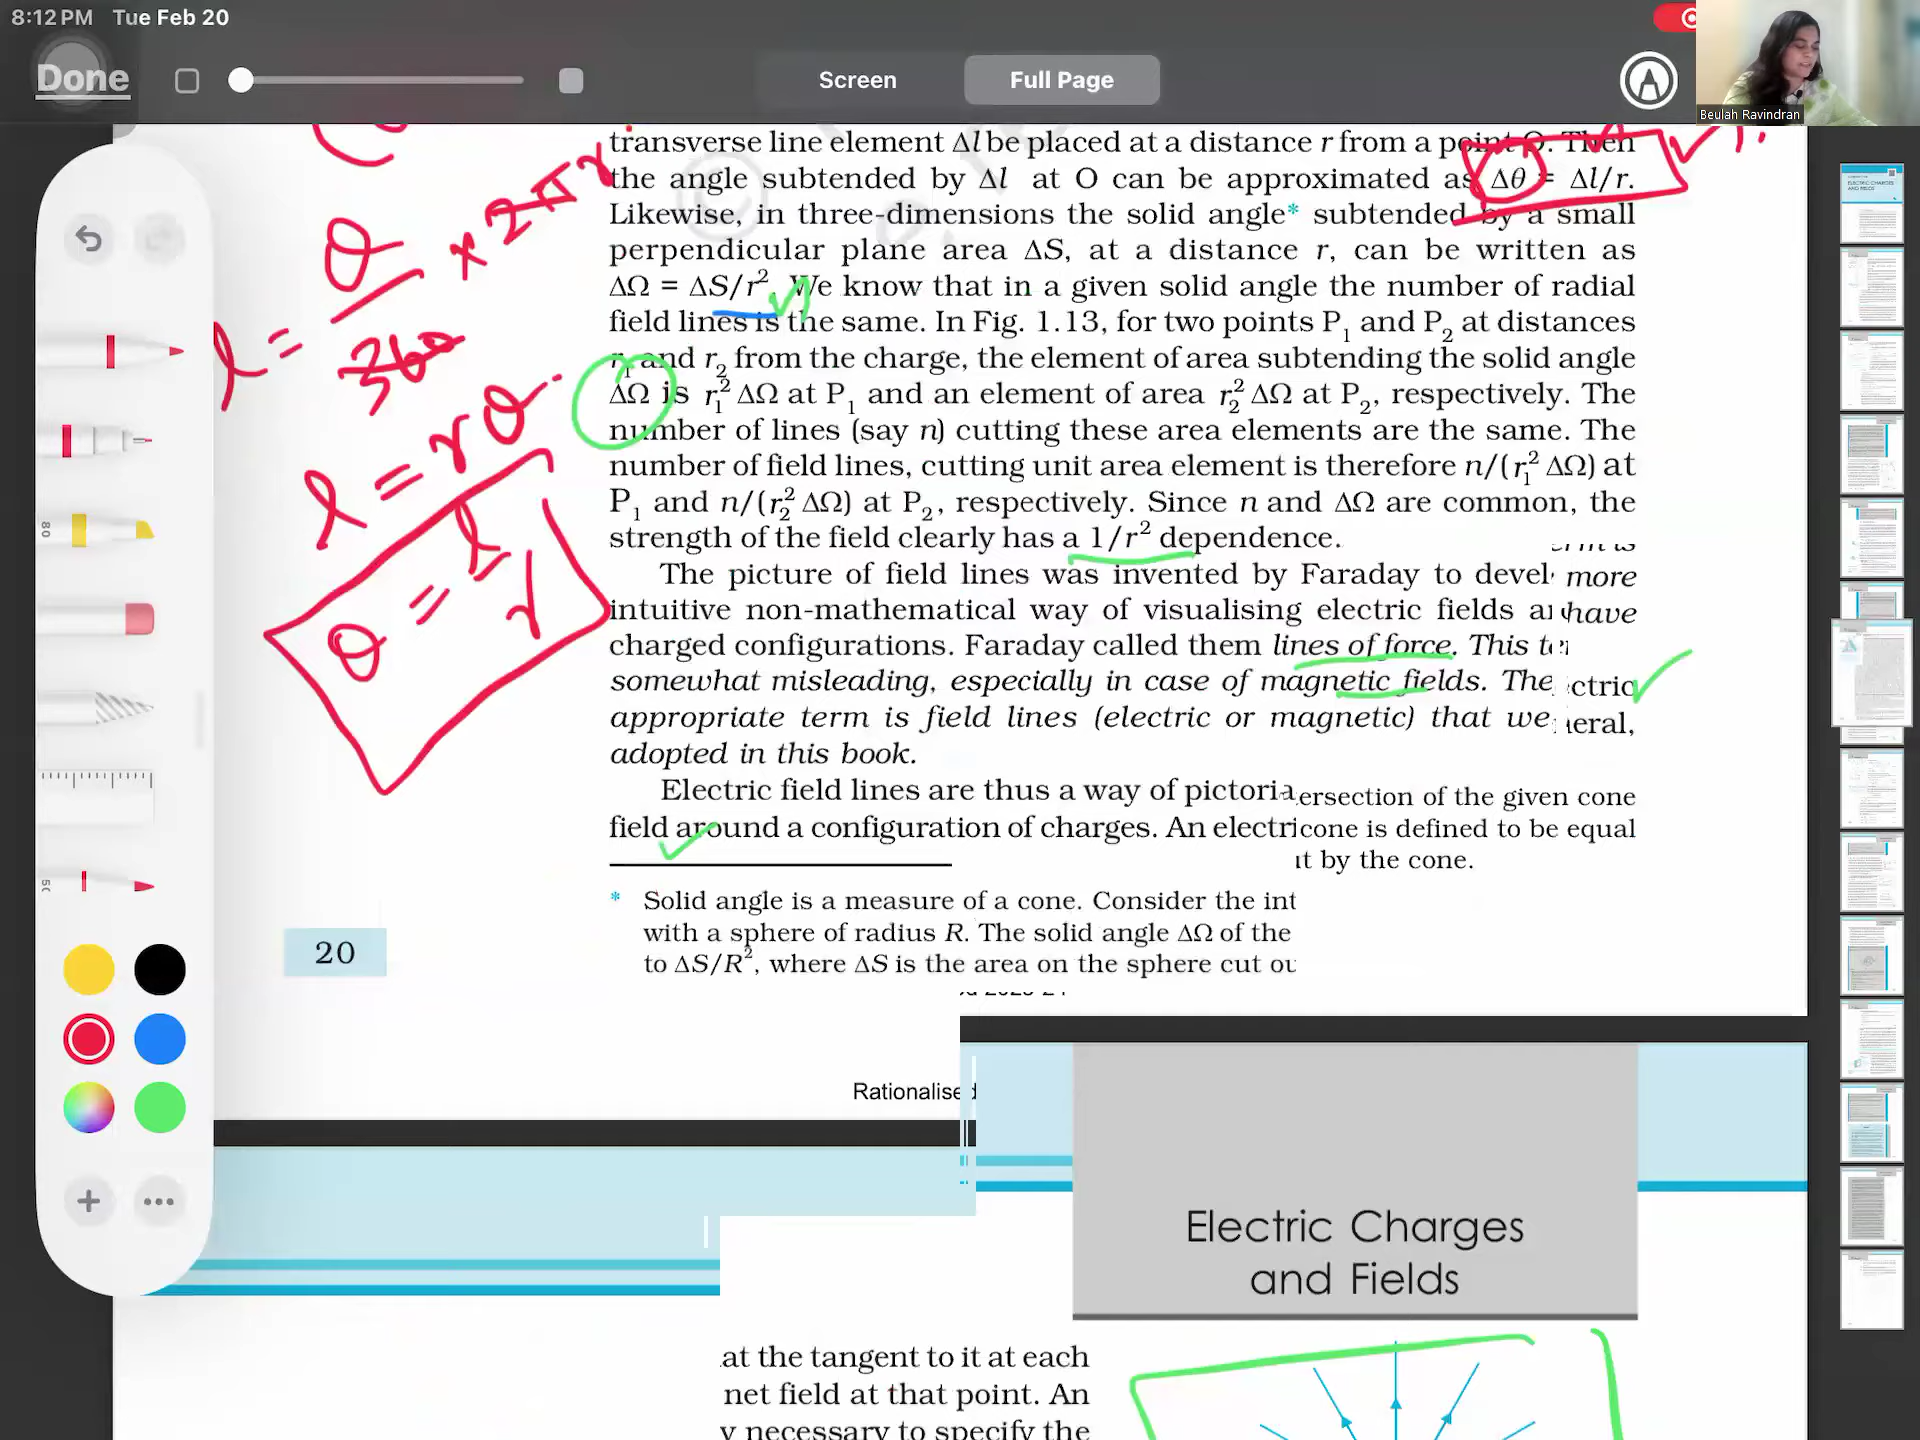 8:12 PM Tue Feb 20
Done
Screen
Full Page
Beulah Ravindran
transverse line element Δl be placed at a distance r from a point O. Then
the angle subtended by Δl at O can be approximated as Δθ = Δl/r.
Likewise, in three-dimensions the solid angle* subtended by a small
perpendicular plane area ΔS, at a distance r, can be written as
ΔΩ = ΔS/r². We know that in a given solid angle the number of radial
field lines is the same. In Fig. 1.13, for two points P₁ and P₂ at distances
r₁ and r₂ from the charge, the element of area subtending the solid angle
ΔΩ is r₁² ΔΩ at P₁ and an element of area r₂² ΔΩ at P₂, respectively. The
number of lines (say n) cutting these area elements are the same. The
number of field lines, cutting unit area element is therefore n/(r₁² ΔΩ) at
P₁ and n/(r₂² ΔΩ) at P₂, respectively. Since n and ΔΩ are common, the
strength of the field clearly has a 1/r² dependence.
The picture of field lines was invented by Faraday to devel more
intuitive non-mathematical way of visualising electric fields have
charged configurations. Faraday called them lines of force. This
somewhat misleading, especially in case of magnetic fields. The ctric
appropriate term is field lines (electric or magnetic) that we eral,
adopted in this book.
Electric field lines are thus a way of pictoria ersection of the given cone
field around a configuration of charges. An electri cone is defined to be equal
t by the cone.
* Solid angle is a measure of a cone. Consider the int
with a sphere of radius R. The solid angle ΔΩ of the
to ΔS/R², where ΔS is the area on the sphere cut ou
20
Rationalised
l = θ/360 × 2πr
l = rθ
θ = l/r
80
50
Electric Charges
and Fields
at the tangent to it at each
net field at that point. An
y necessary to specify the